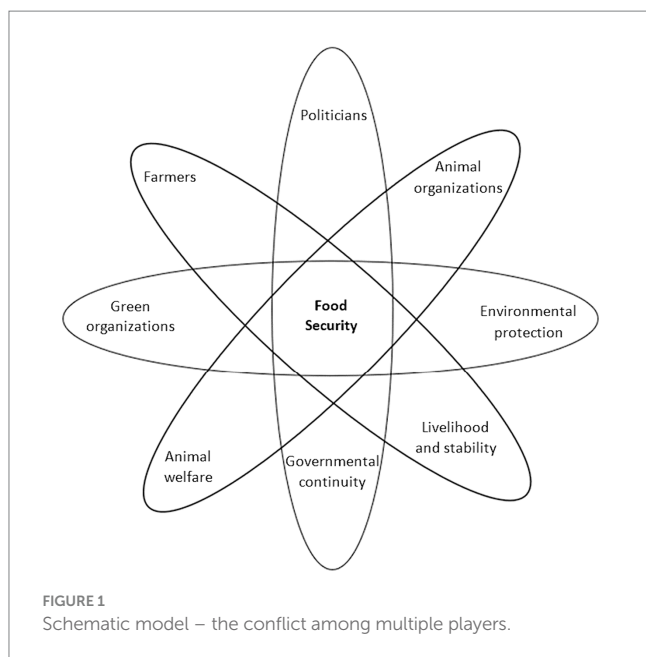 Politicians
Farmers
Animal
organizations
Green
organizations
Food
Security
Environmental
protection
Animal
welfare
Governmental
continuity
Livelihood
and stability
FIGURE 1
Schematic model – the conflict among multiple players.